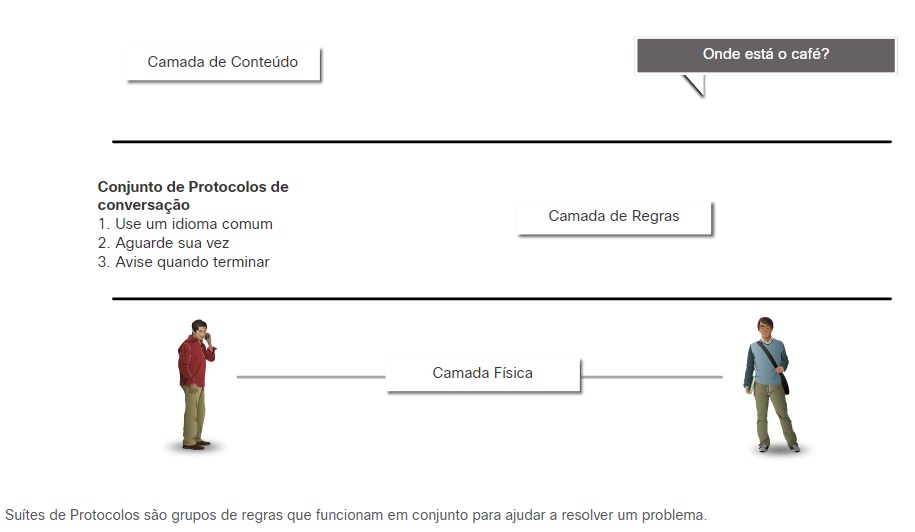 Camada de Conteúdo
Onde está o café?
Conjunto de Protocolos de
conversação
1. Use um idioma comum
2. Aguarde sua vez
3. Avise quando terminar
Camada de Regras
Camada Física
Suítes de Protocolos são grupos de regras que funcionam em conjunto para ajudar a resolver um problema.